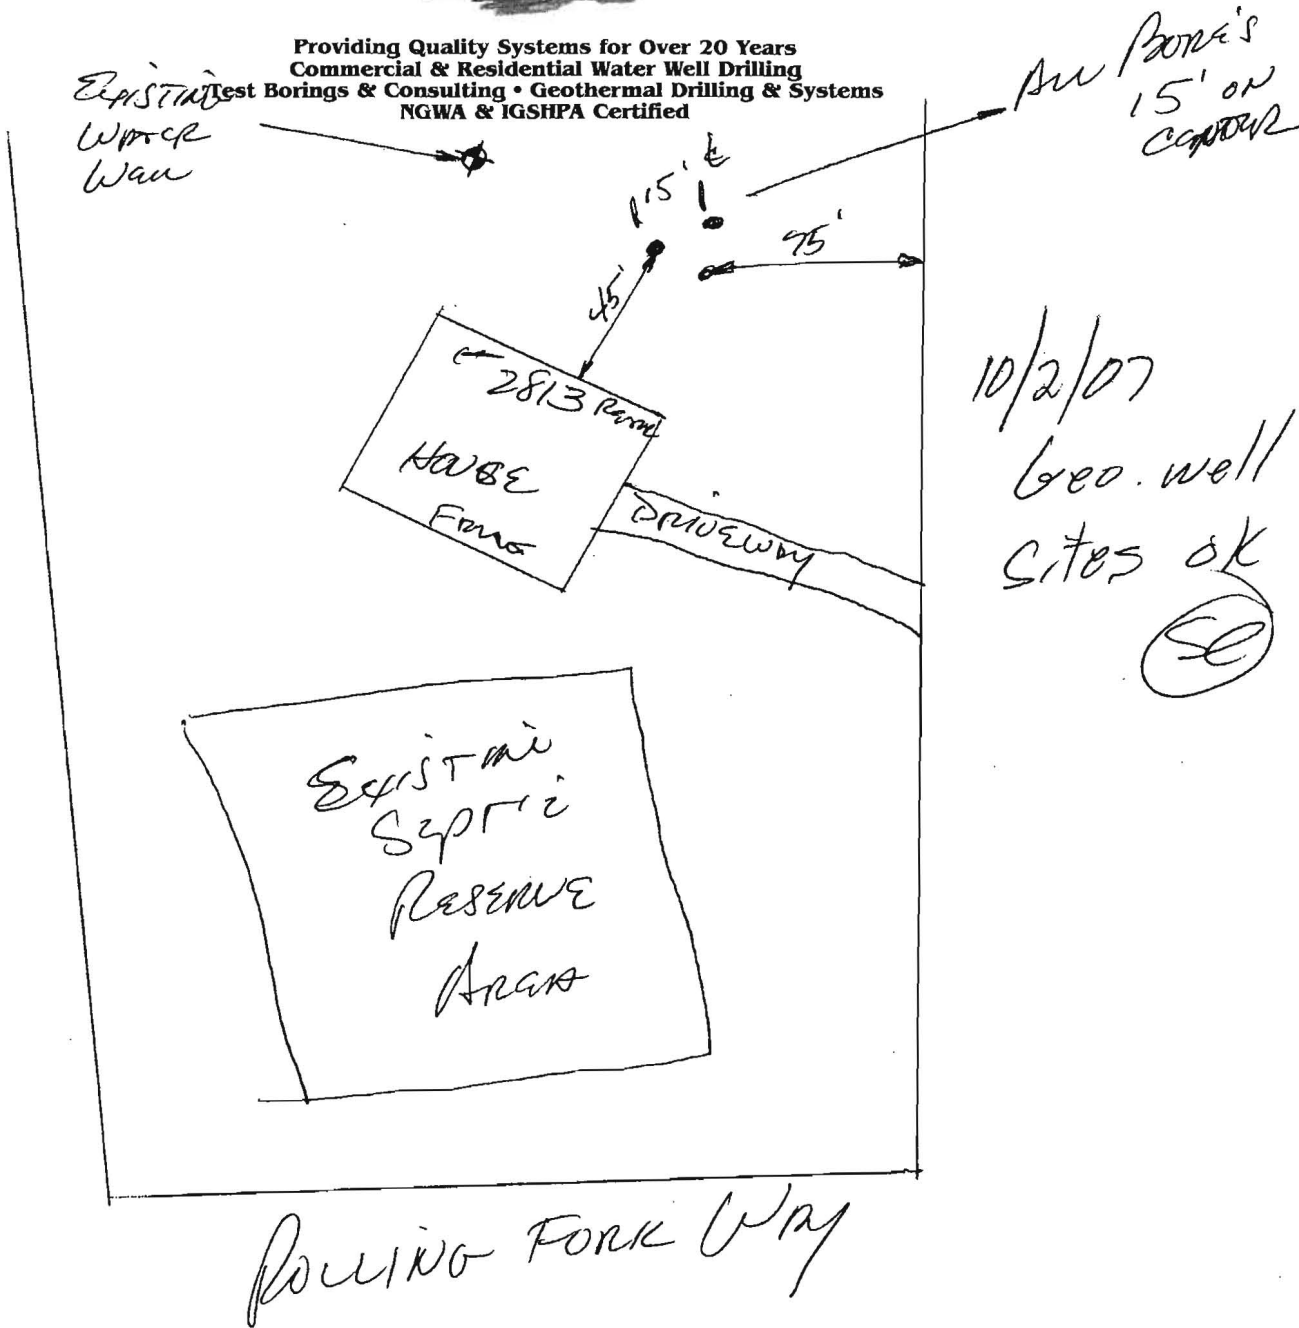 Providing Quality Systems for Over 20 Years
Commercial & Residential Water Well Drilling
Test Borings & Consulting • Geothermal Drilling & Systems
NGWA & IGSHPA Certified
EXISTING
WATER
WELL
ALL BORE'S
15' ON
CENTER
15'
75'
45'
2813
HOUSE
FRONT
DRIVEWAY
10/2/07
Geo. well
sites ok
EXISTING
SEPTIC
RESERVE
AREA
ROLLING FORK WAY